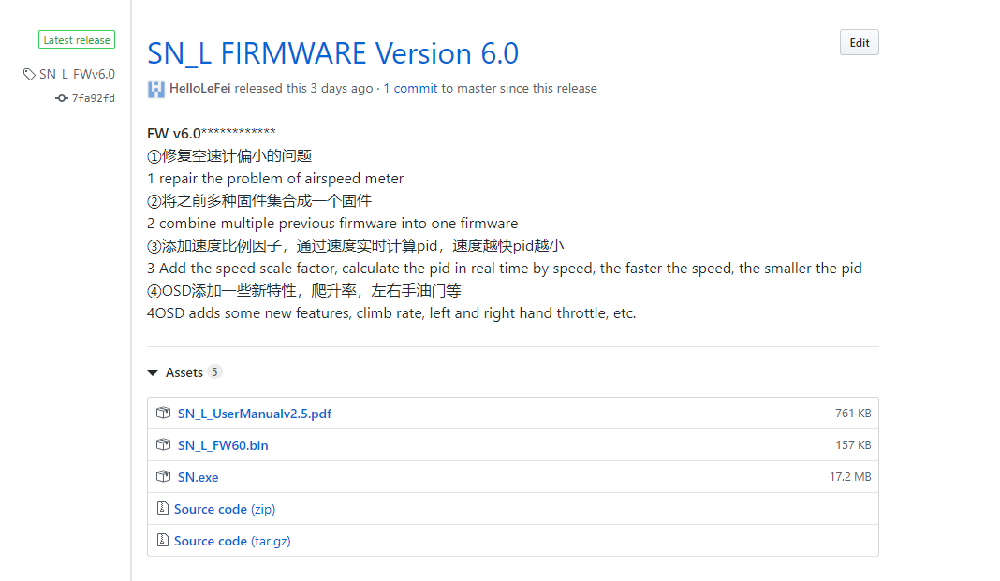 Latest release
SN_L_FWv6.0
7fa92fd
SN_L FIRMWARE Version 6.0
Edit
HelloLeFei released this 3 days ago · 1 commit to master since this release
FW v6.0************
①修复空速计偏小的问题
1 repair the problem of airspeed meter
②将之前多种固件集合成一个固件
2 combine multiple previous firmware into one firmware
③添加速度比例因子，通过速度实时计算pid，速度越快pid越小
3 Add the speed scale factor, calculate the pid in real time by speed, the faster the speed, the smaller the pid
④OSD添加一些新特性，爬升率，左右手油门等
4OSD adds some new features, climb rate, left and right hand throttle, etc.
Assets 5
SN_L_UserManualv2.5.pdf 761 KB
SN_L_FW60.bin 157 KB
SN.exe 17.2 MB
Source code (zip)
Source code (tar.gz)